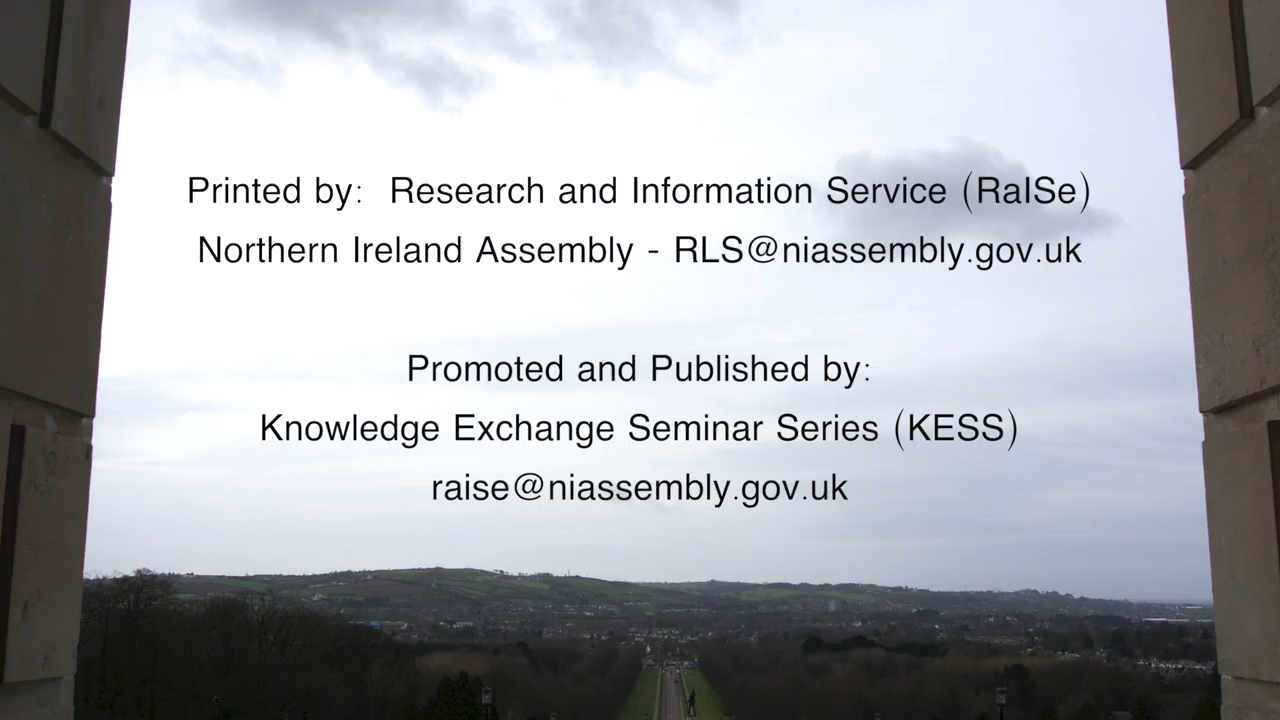 Printed by: Research and Information Service (RaISe)
Northern Ireland Assembly - RLS@niassembly.gov.uk
Promoted and Published by:
Knowledge Exchange Seminar Series (KESS)
raise@niassembly.gov.uk